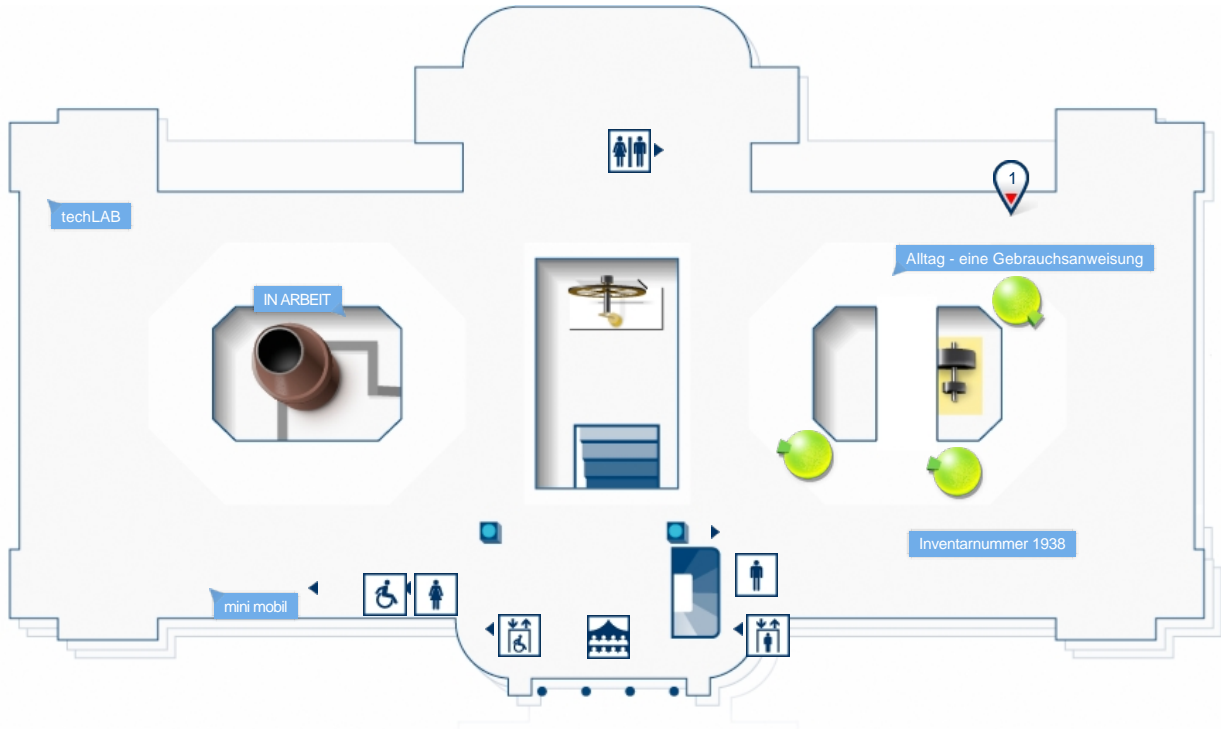 1
techLAB
Alltag - eine Gebrauchsanweisung
IN ARBEIT
Inventarnummer 1938
mini mobil